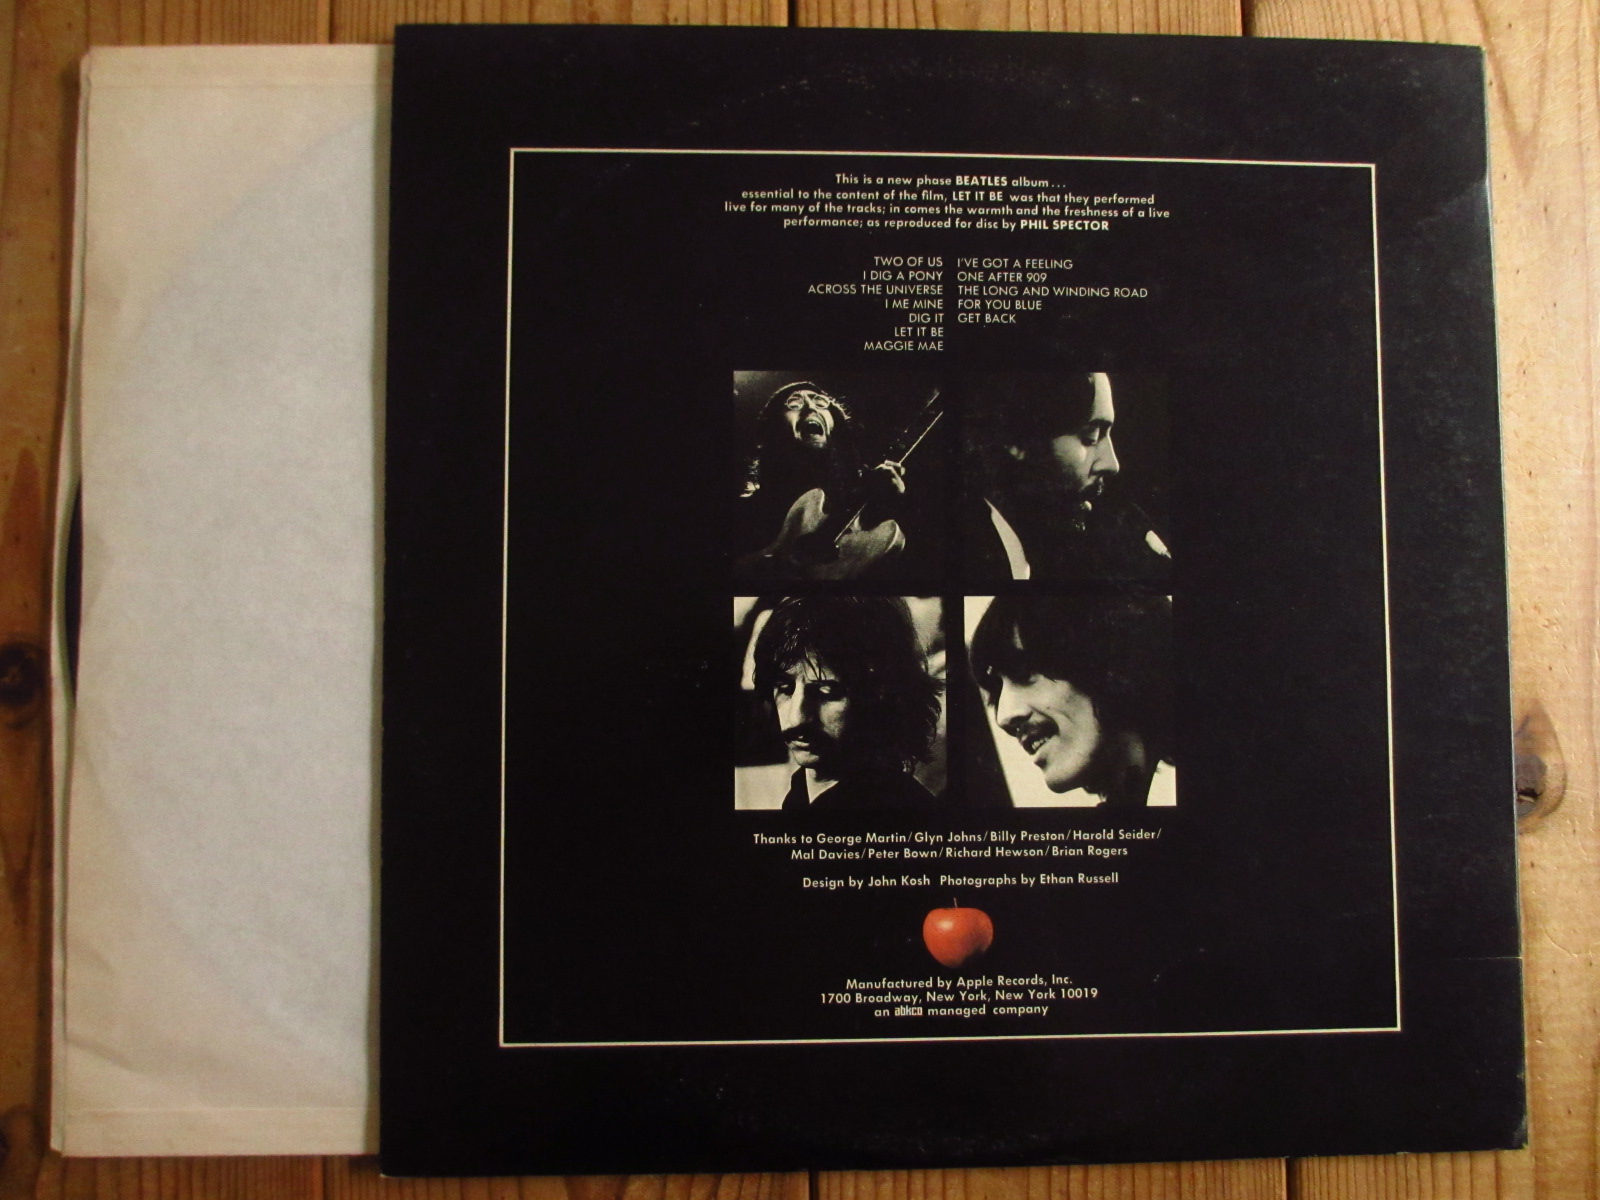 This is a new phase BEATLES album...
essential to the content of the film, LET IT BE was that they performed
live for many of the tracks; in comes the warmth and the freshness of a live
performance; as reproduced for disc by PHIL SPECTOR
TWO OF US
I DIG A PONY
ACROSS THE UNIVERSE
I ME MINE
DIG IT
LET IT BE
MAGGIE MAE
I'VE GOT A FEELING
ONE AFTER 909
THE LONG AND WINDING ROAD
FOR YOU BLUE
GET BACK
Thanks to George Martin/Glyn Johns/Billy Preston/Harold Seider/
Mal Davies/Peter Bown/Richard Hewson/Brian Rogers
Design by John Kosh Photographs by Ethan Russell
Manufactured by Apple Records, Inc.
1700 Broadway, New York, New York 10019
an abkco managed company